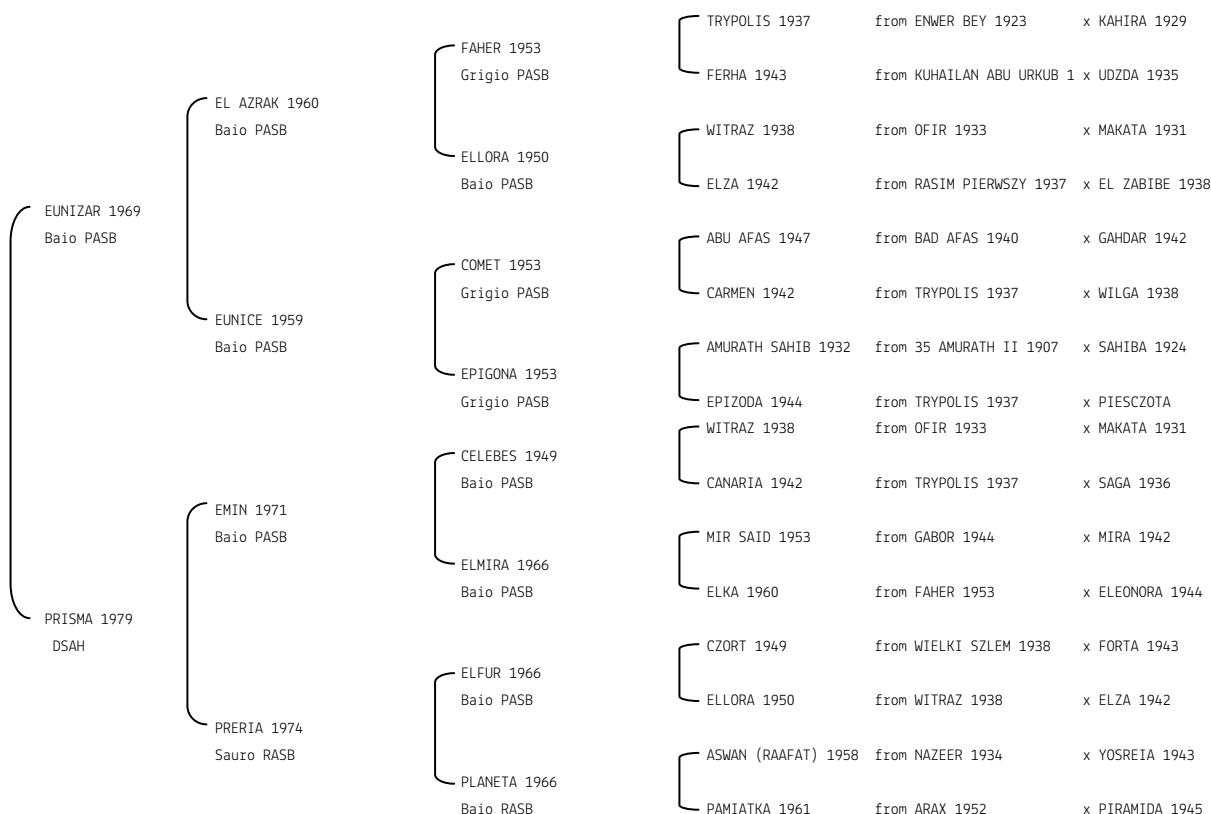 TRYPOLIS 1937 from ENWER BEY 1923 x KAHIRA 1929
FAHER 1953
Grigio PASB
FERHA 1943 from KUHAILAN ABU URKUB 1 x UDZDA 1935
EL AZRAK 1960
Baio PASB
WITRAZ 1938 from OFIR 1933 x MAKATA 1931
ELLORA 1950
Baio PASB
ELZA 1942 from RASIM PIERWSZY 1937 x EL ZABIBE 1938
EUNIZAR 1969
Baio PASB
ABU AFAS 1947 from BAD AFAS 1940 x GAHDAR 1942
COMET 1953
Grigio PASB
CARMEN 1942 from TRYPOLIS 1937 x WILGA 1938
EUNICE 1959
Baio PASB
AMURATH SAHIB 1932 from 35 AMURATH II 1907 x SAHIBA 1924
EPIGONA 1953
Grigio PASB
EPIZODA 1944 from TRYPOLIS 1937 x PIESCZOTA
WITRAZ 1938 from OFIR 1933 x MAKATA 1931
CELEBES 1949
Baio PASB
CANARIA 1942 from TRYPOLIS 1937 x SAGA 1936
EMIN 1971
Baio PASB
MIR SAID 1953 from GABOR 1944 x MIRA 1942
ELMIRA 1966
Baio PASB
ELKA 1960 from FAHER 1953 x ELEONORA 1944
PRISMA 1979
DSAH
CZORT 1949 from WIELKI SZLEM 1938 x FORTA 1943
ELFUR 1966
Baio PASB
ELLORA 1950 from WITRAZ 1938 x ELZA 1942
PRERIA 1974
Sauro RASB
ASWAN (RAAFAT) 1958 from NAZEER 1934 x YOSREIA 1943
PLANETA 1966
Baio RASB
PAMIATKA 1961 from ARAX 1952 x PIRAMIDA 1945